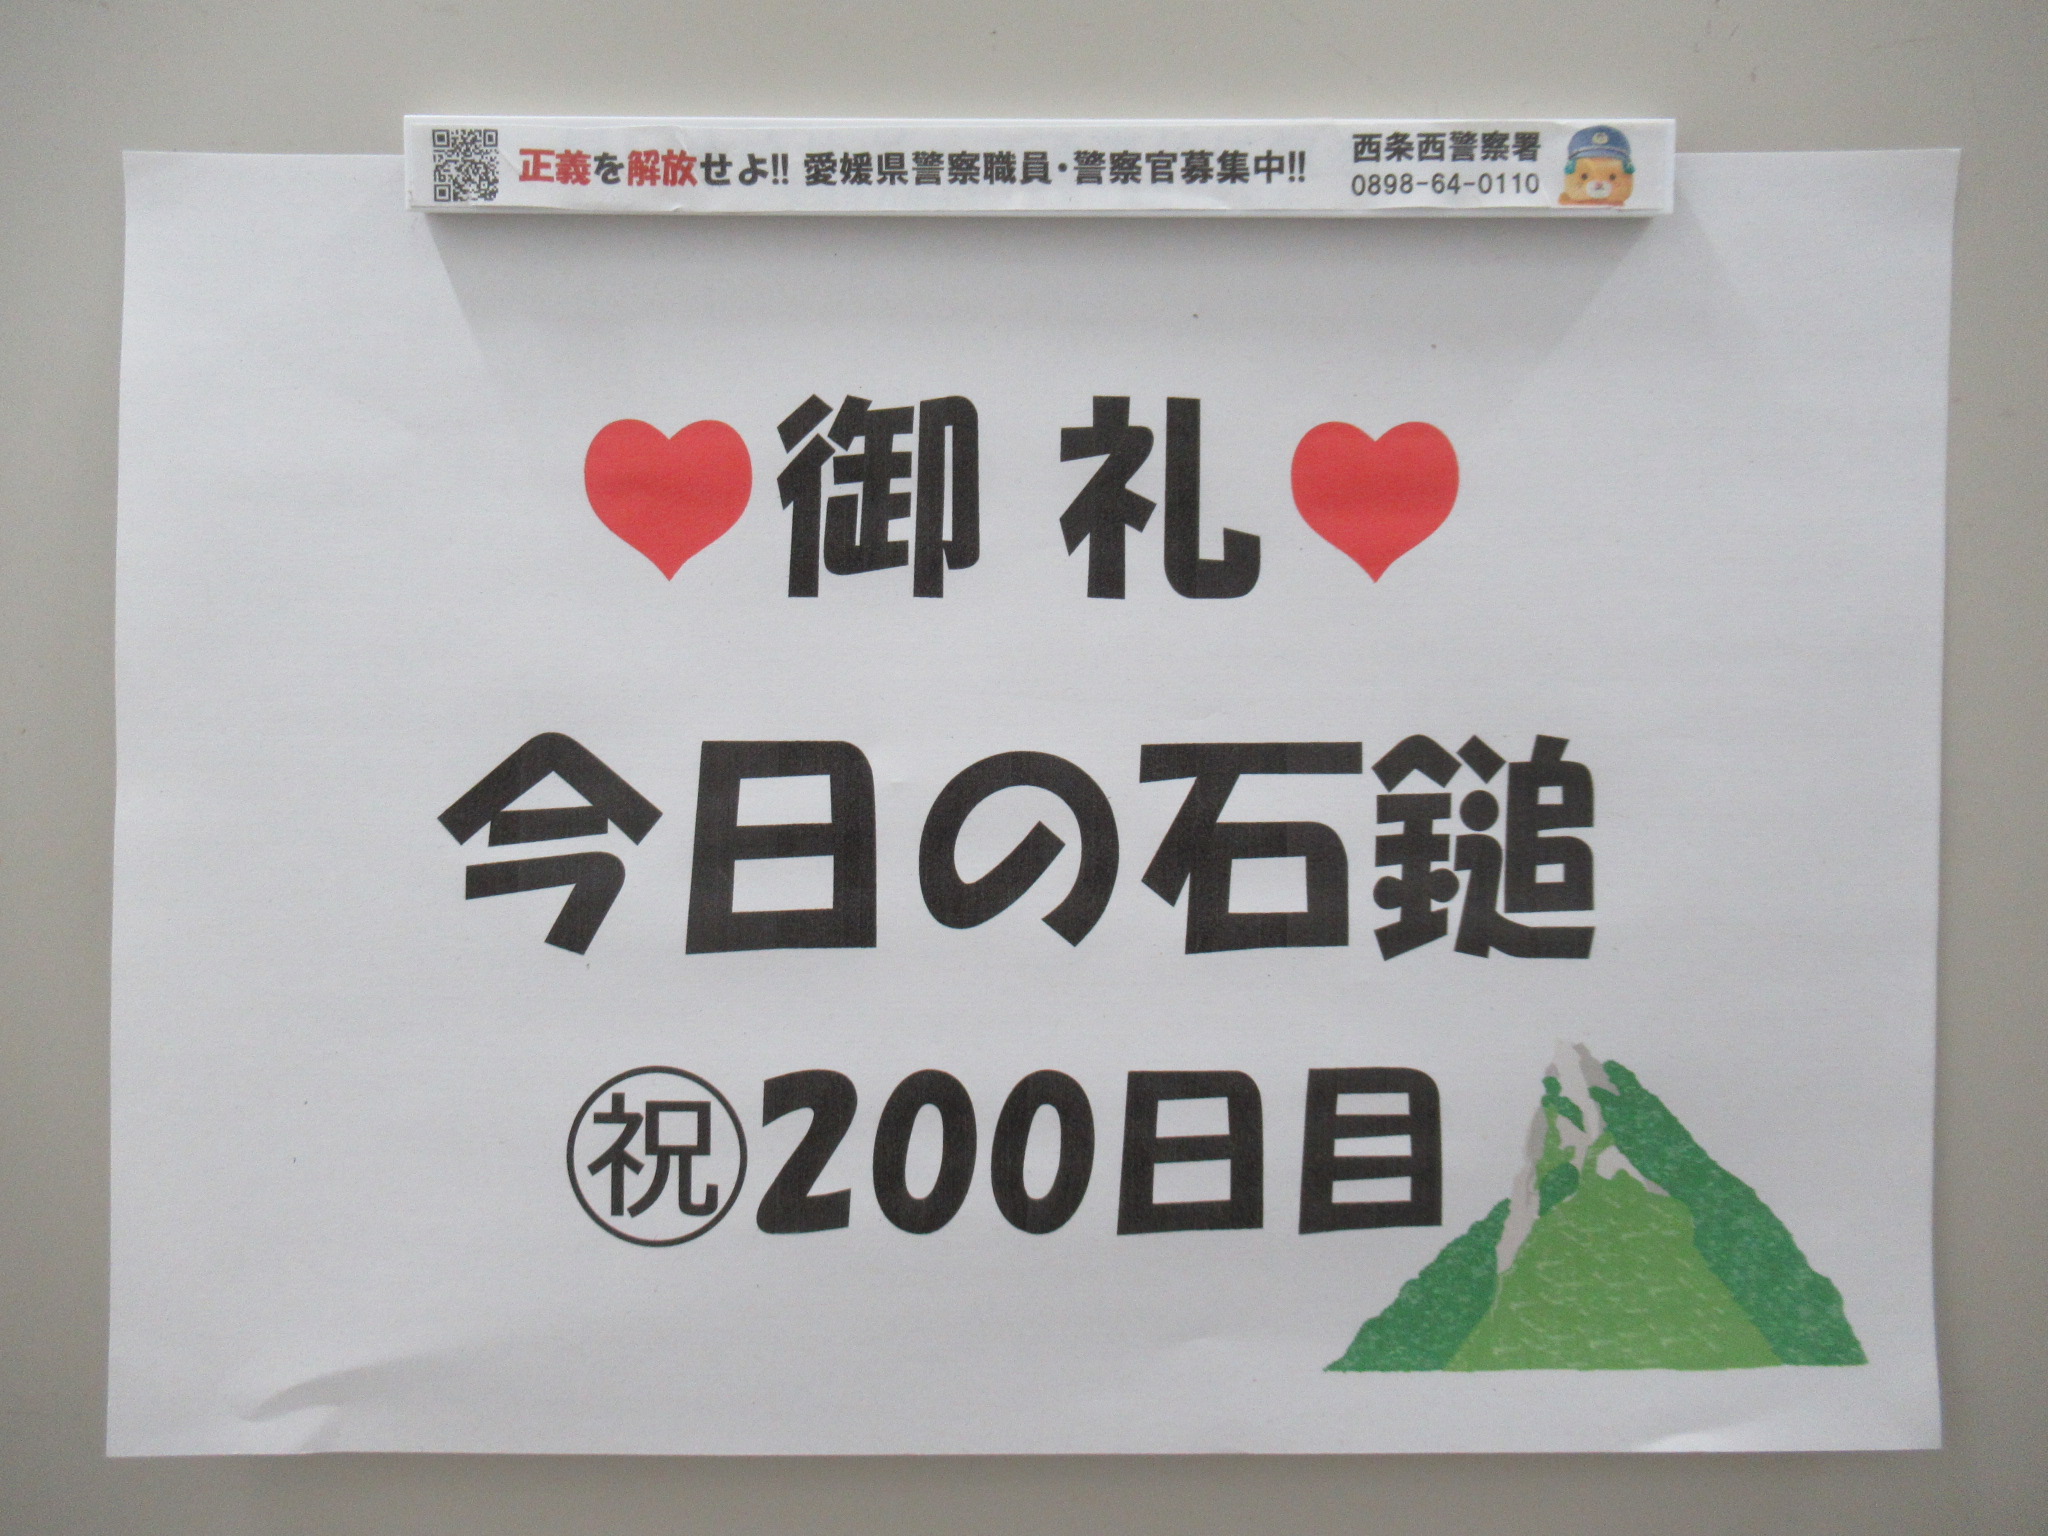 正義を解放せよ!! 愛媛県警察職員・警察官募集中!!
西条西警察署
0898-64-0110
♥御 礼♥
今日の石鎚
㊗200日目